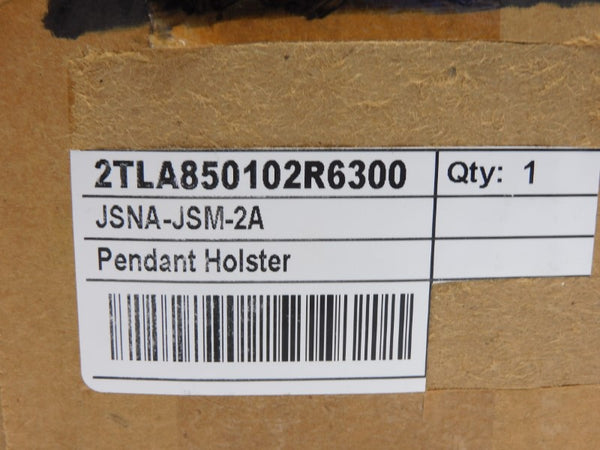 2TLA850102R6300 Qty: 1
JSNA-JSM-2A
Pendant Holster